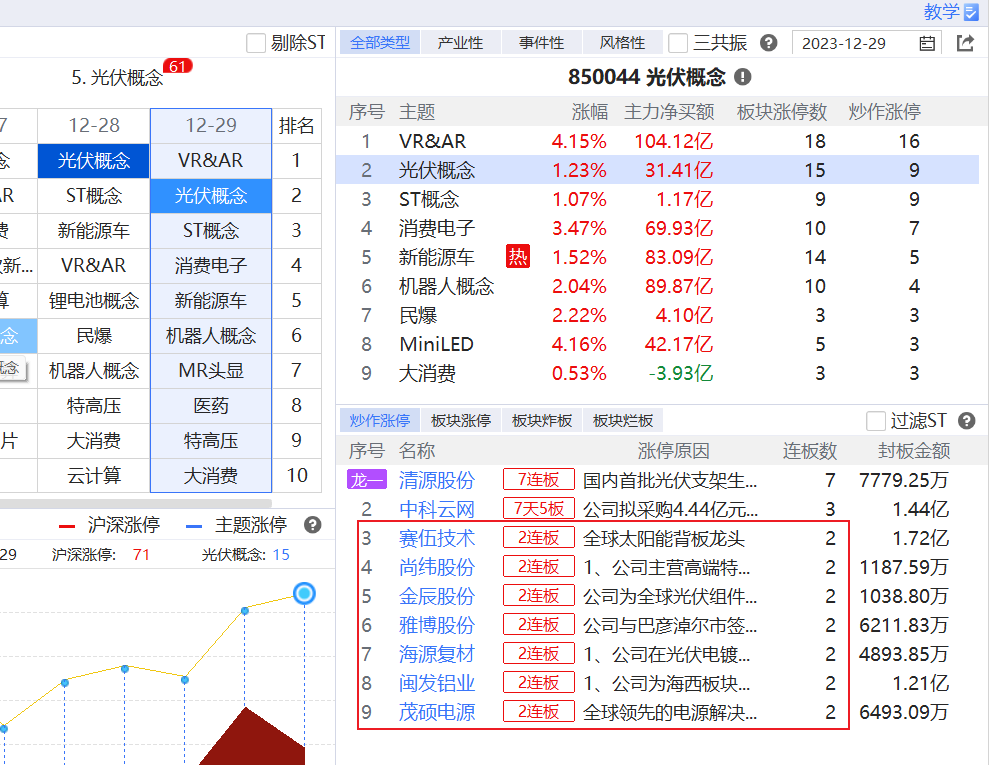 教学
剔除ST
全部类型 产业性 事件性 风格性 三共振 2023-12-29
5. 光伏概念 61
850044 光伏概念
7 12-28 12-29 排名
念 光伏概念 VR&AR 1
AR ST概念 光伏概念 2
费 新能源车 ST概念 3
新... VR&AR 消费电子 4
算 锂电池概念 新能源车 5
念 民爆 机器人概念 6
概念 机器人概念 MR头显 7
特高压 医药 8
片 大消费 特高压 9
云计算 大消费 10
序号 主题 涨幅 主力净买额 板块涨停数 炒作涨停
1 VR&AR 4.15% 104.12亿 18 16
2 光伏概念 1.23% 31.41亿 15 9
3 ST概念 1.07% 1.17亿 9 9
4 消费电子 3.47% 69.93亿 10 7
5 新能源车 热 1.52% 83.09亿 14 5
6 机器人概念 2.04% 89.87亿 10 4
7 民爆 2.22% 4.10亿 3 3
8 MiniLED 4.16% 42.17亿 5 3
9 大消费 0.53% -3.93亿 3 3
沪深涨停 主题涨停
29 沪深涨停: 71 光伏概念: 15
炒作涨停 板块涨停 板块炸板 板块烂板 过滤ST
序号 名称 涨停原因 连板数 封板金额
龙一 清源股份 7连板 国内首批光伏支架生... 7 7779.25万
2 中科云网 7天5板 公司拟采购4.44亿元... 3 1.44亿
3 赛伍技术 2连板 全球太阳能背板龙头 2 1.72亿
4 尚纬股份 2连板 1、公司主营高端特... 2 1187.59万
5 金辰股份 2连板 公司为全球光伏组件... 2 1038.80万
6 雅博股份 2连板 公司与巴彦淖尔市签... 2 6211.83万
7 海源复材 2连板 1、公司在光伏电镀... 2 4893.85万
8 闽发铝业 2连板 1、公司为海西板块... 2 1.21亿
9 茂硕电源 2连板 全球领先的电源解决... 2 6493.09万